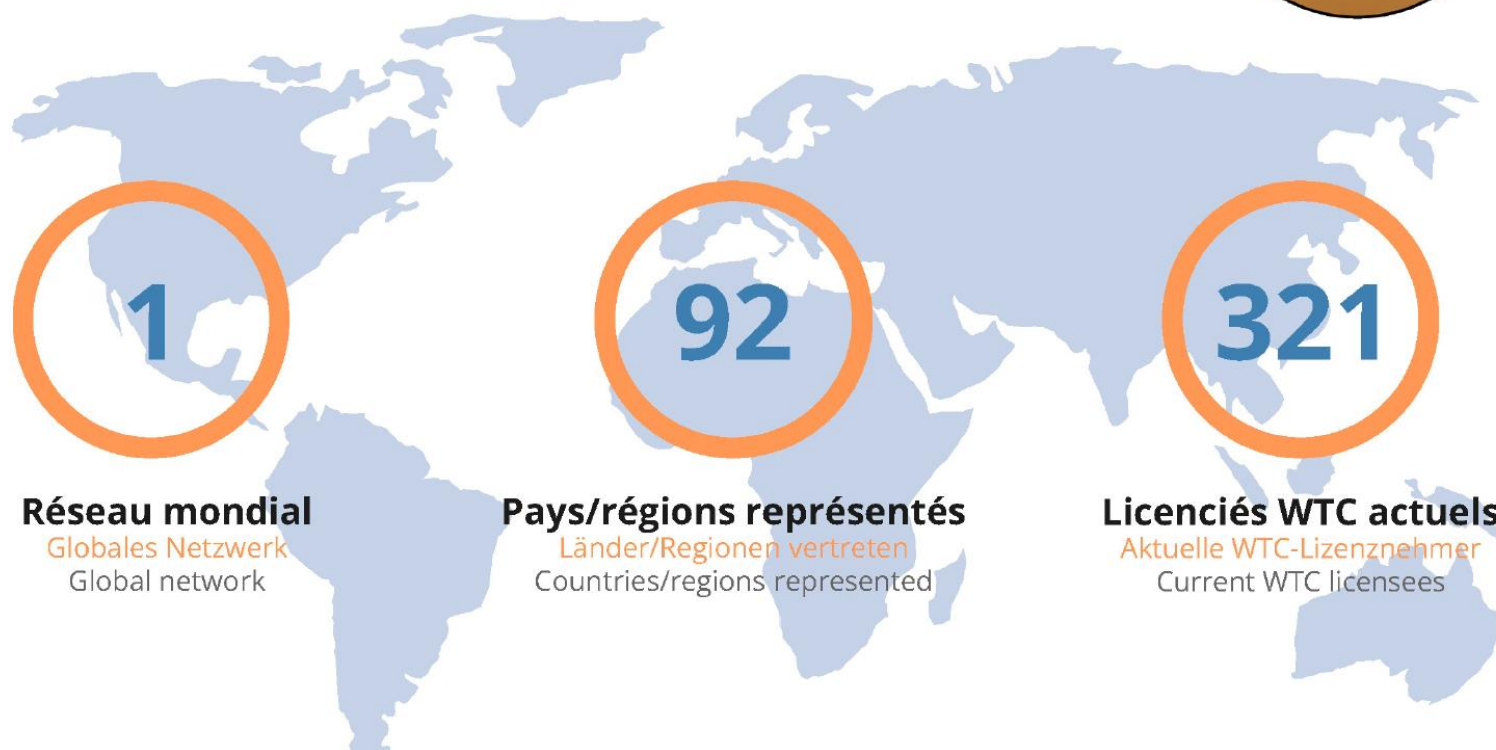 1
92
321
Réseau mondial
Globales Netzwerk
Global network
Pays/régions représentés
Länder/Regionen vertreten
Countries/regions represented
Licenciés WTC actuels
Aktuelle WTC-Lizenznehmer
Current WTC licensees